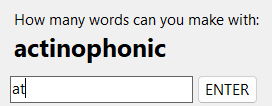 How many words can you make with:
actinophonic
at
ENTER